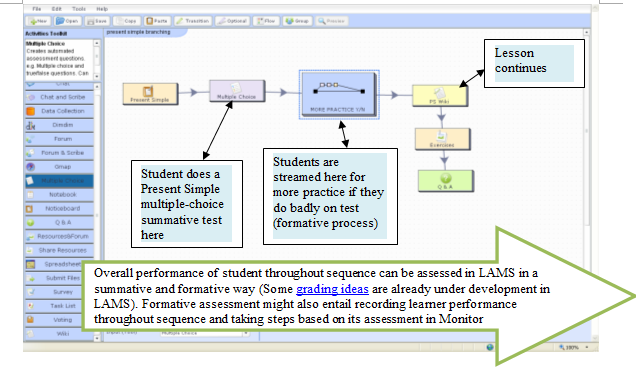 File Edit Tools Help
New Open Save Copy Paste Transition Optional Flow Group Preview
Activities Toolkit
present simple branching
Multiple Choice
Creates automated
assessment questions.
e.g. Multiple choice and
true/false questions. Can
Chat
Chat and Scribe
Data Collection
Dimdim
Forum
Forum & Scribe
Gmap
Multiple Choice
Notebook
Noticeboard
Q & A
Resources&Forum
Share Resources
Spreadsheet
Submit Files
Survey
Task List
Voting
Wiki
Present Simple
Multiple Choice
MORE PRACTICE Y/N
PS Wiki
Exercises
Q & A
Lesson
continues
Student does a
Present Simple
multiple-choice
summative test
here
Students are
streamed here for
more practice if they
do badly on test
(formative process)
Overall performance of student throughout sequence can be assessed in LAMS in a
summative and formative way (Some grading ideas are already under development in
LAMS). Formative assessment might also entail recording learner performance
throughout sequence and taking steps based on its assessment in Monitor
Multiple Choice
100%